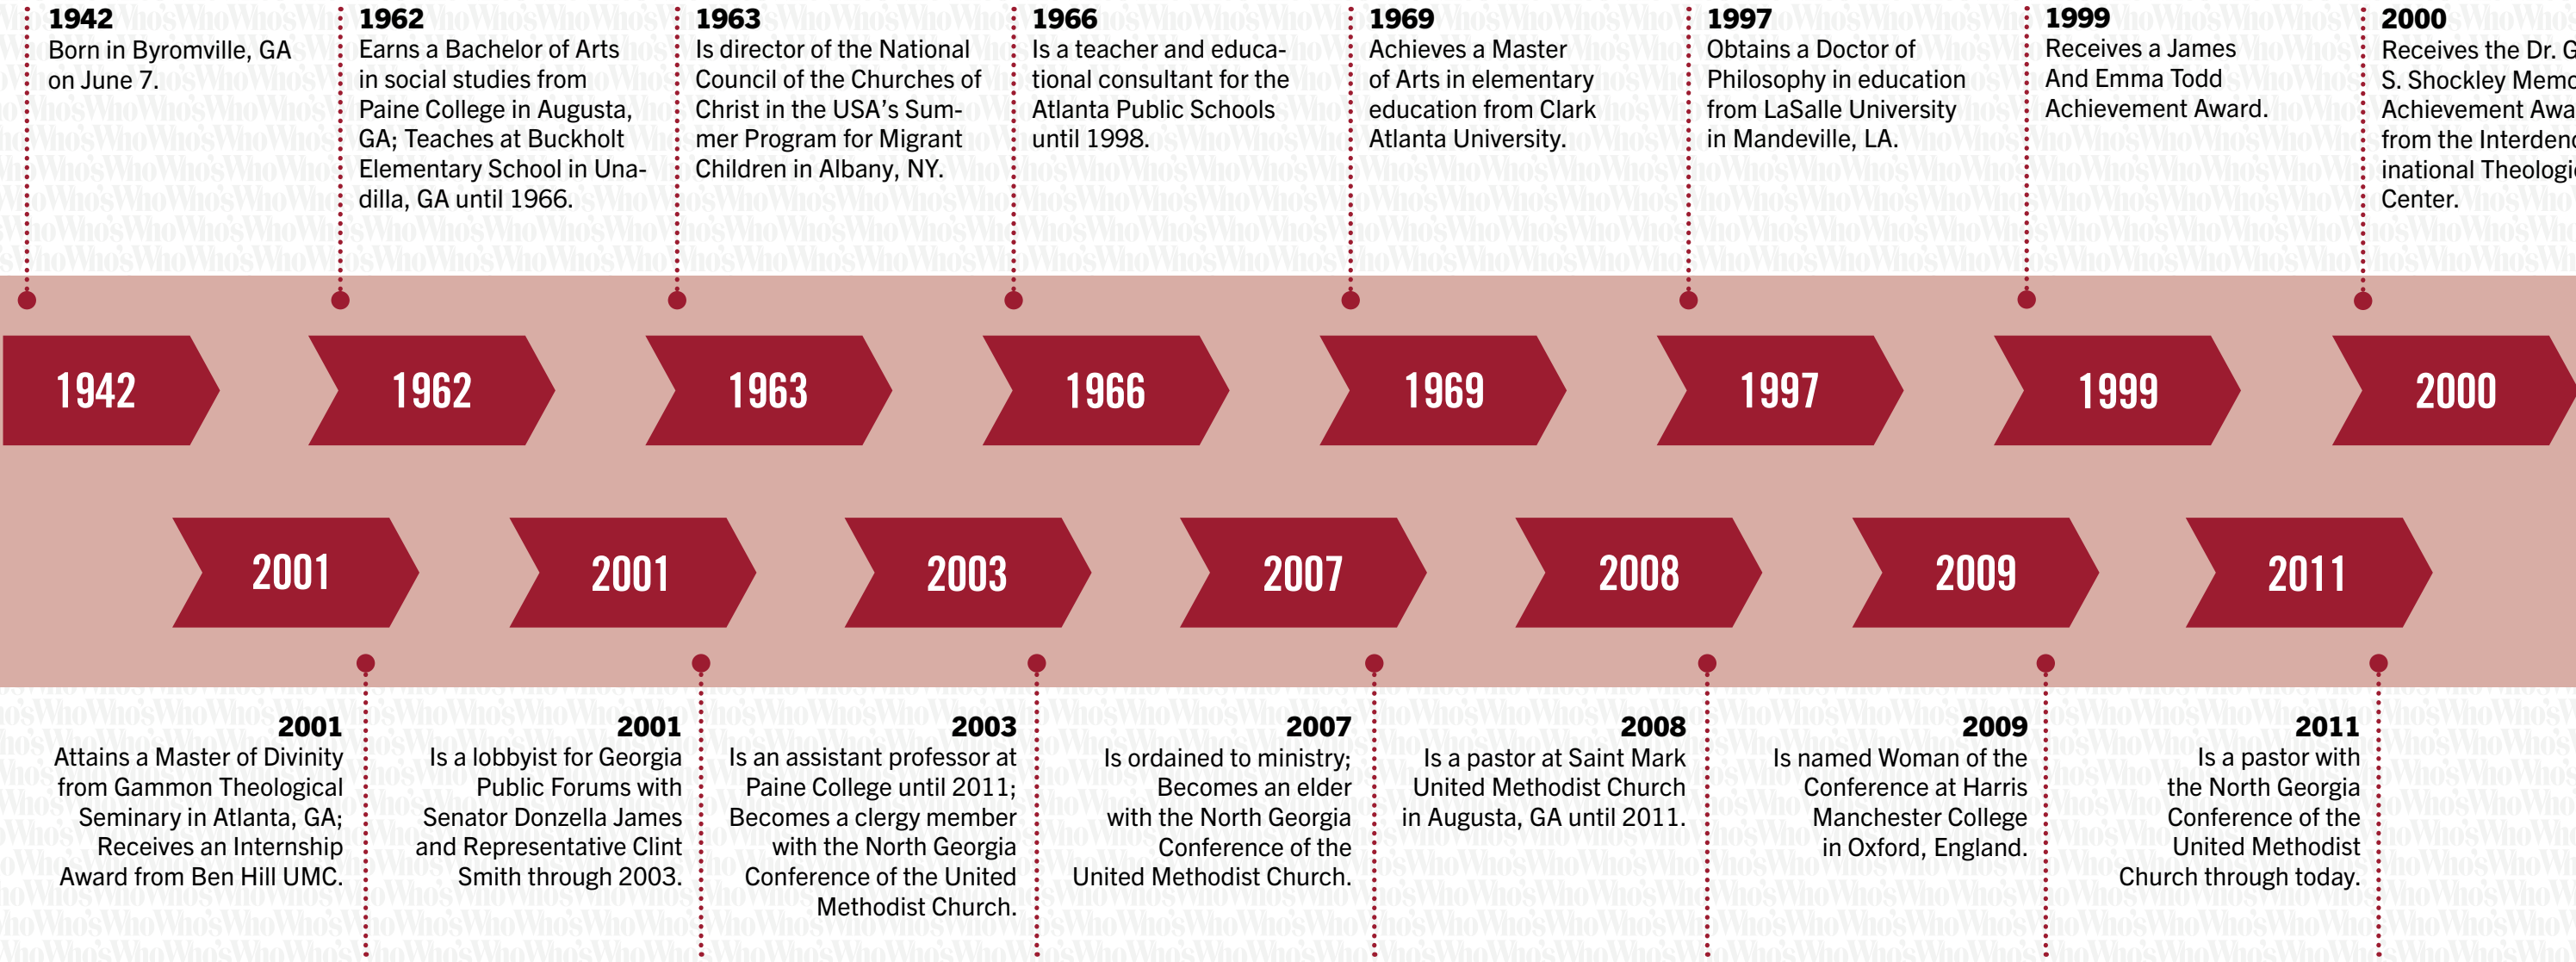 1942
Born in Byromville, GA
on June 7.
1962
Earns a Bachelor of Arts
in social studies from
Paine College in Augusta,
GA; Teaches at Buckholt
Elementary School in Una-
dilla, GA until 1966.
1963
Is director of the National
Council of the Churches of
Christ in the USA's Sum-
mer Program for Migrant
Children in Albany, NY.
1966
Is a teacher and educa-
tional consultant for the
Atlanta Public Schools
until 1998.
1969
Achieves a Master
of Arts in elementary
education from Clark
Atlanta University.
1997
Obtains a Doctor of
Philosophy in education
from LaSalle University
in Mandeville, LA.
1999
Receives a James
And Emma Todd
Achievement Award.
2000
Receives the Dr.
S. Shockley
Achievement
from the
inational
Center.
1942
1962
1963
1966
1969
1997
1999
2000
2001
2001
2003
2007
2008
2009
2011
2001
Attains a Master of Divinity
from Gammon Theological
Seminary in Atlanta, GA;
Receives an Internship
Award from Ben Hill UMC.
2001
Is a lobbyist for Georgia
Public Forums with
Senator Donzella James
and Representative Clint
Smith through 2003.
2003
Is an assistant professor at
Paine College until 2011;
Becomes a clergy member
with the North Georgia
Conference of the United
Methodist Church.
2007
Is ordained to ministry;
Becomes an elder
with the North Georgia
Conference of the
United Methodist Church.
2008
Is a pastor at Saint Mark
United Methodist Church
in Augusta, GA until 2011.
2009
Is named Woman of the
Conference at Harris
Manchester College
in Oxford, England.
2011
Is a pastor with
the North Georgia
Conference of the
United Methodist
Church through today.